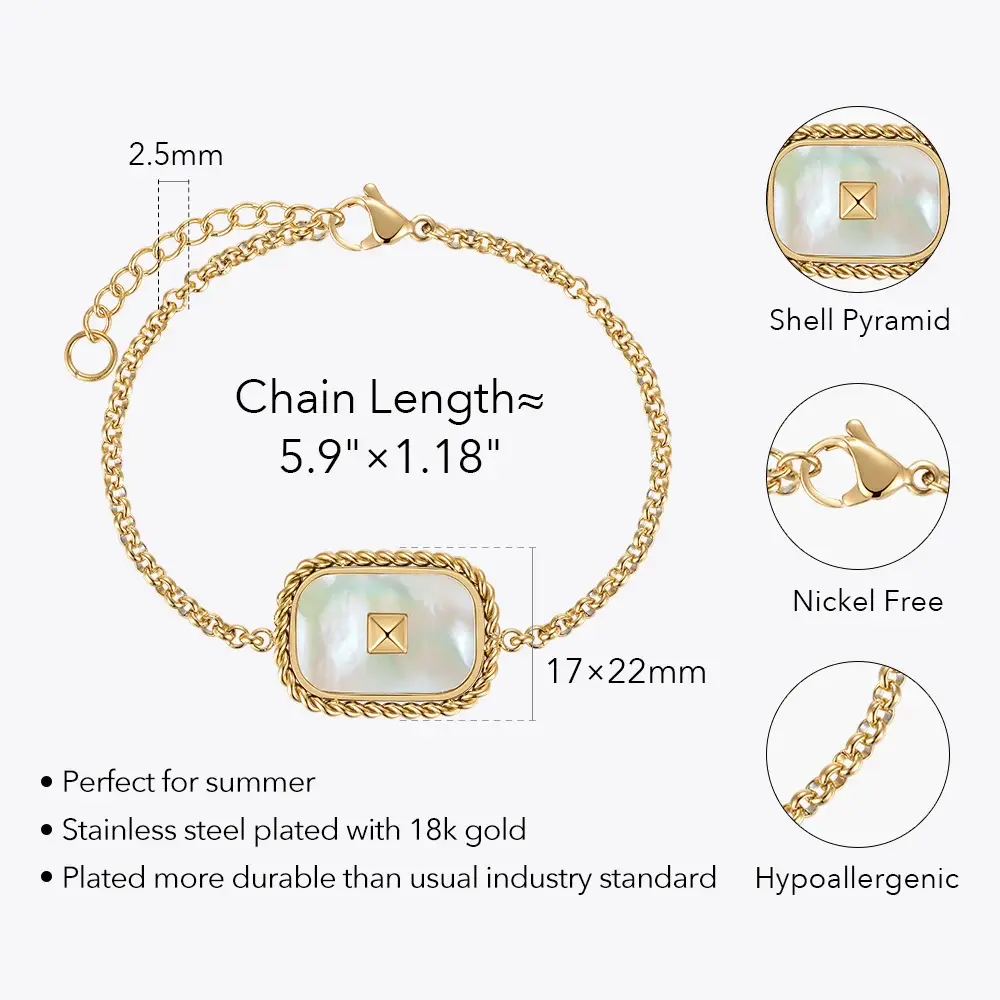 2.5mm
Chain Length≈
5.9"×1.18"
17×22mm
Shell Pyramid
Nickel Free
Hypoallergenic
• Perfect for summer
• Stainless steel plated with 18k gold
• Plated more durable than usual industry standard